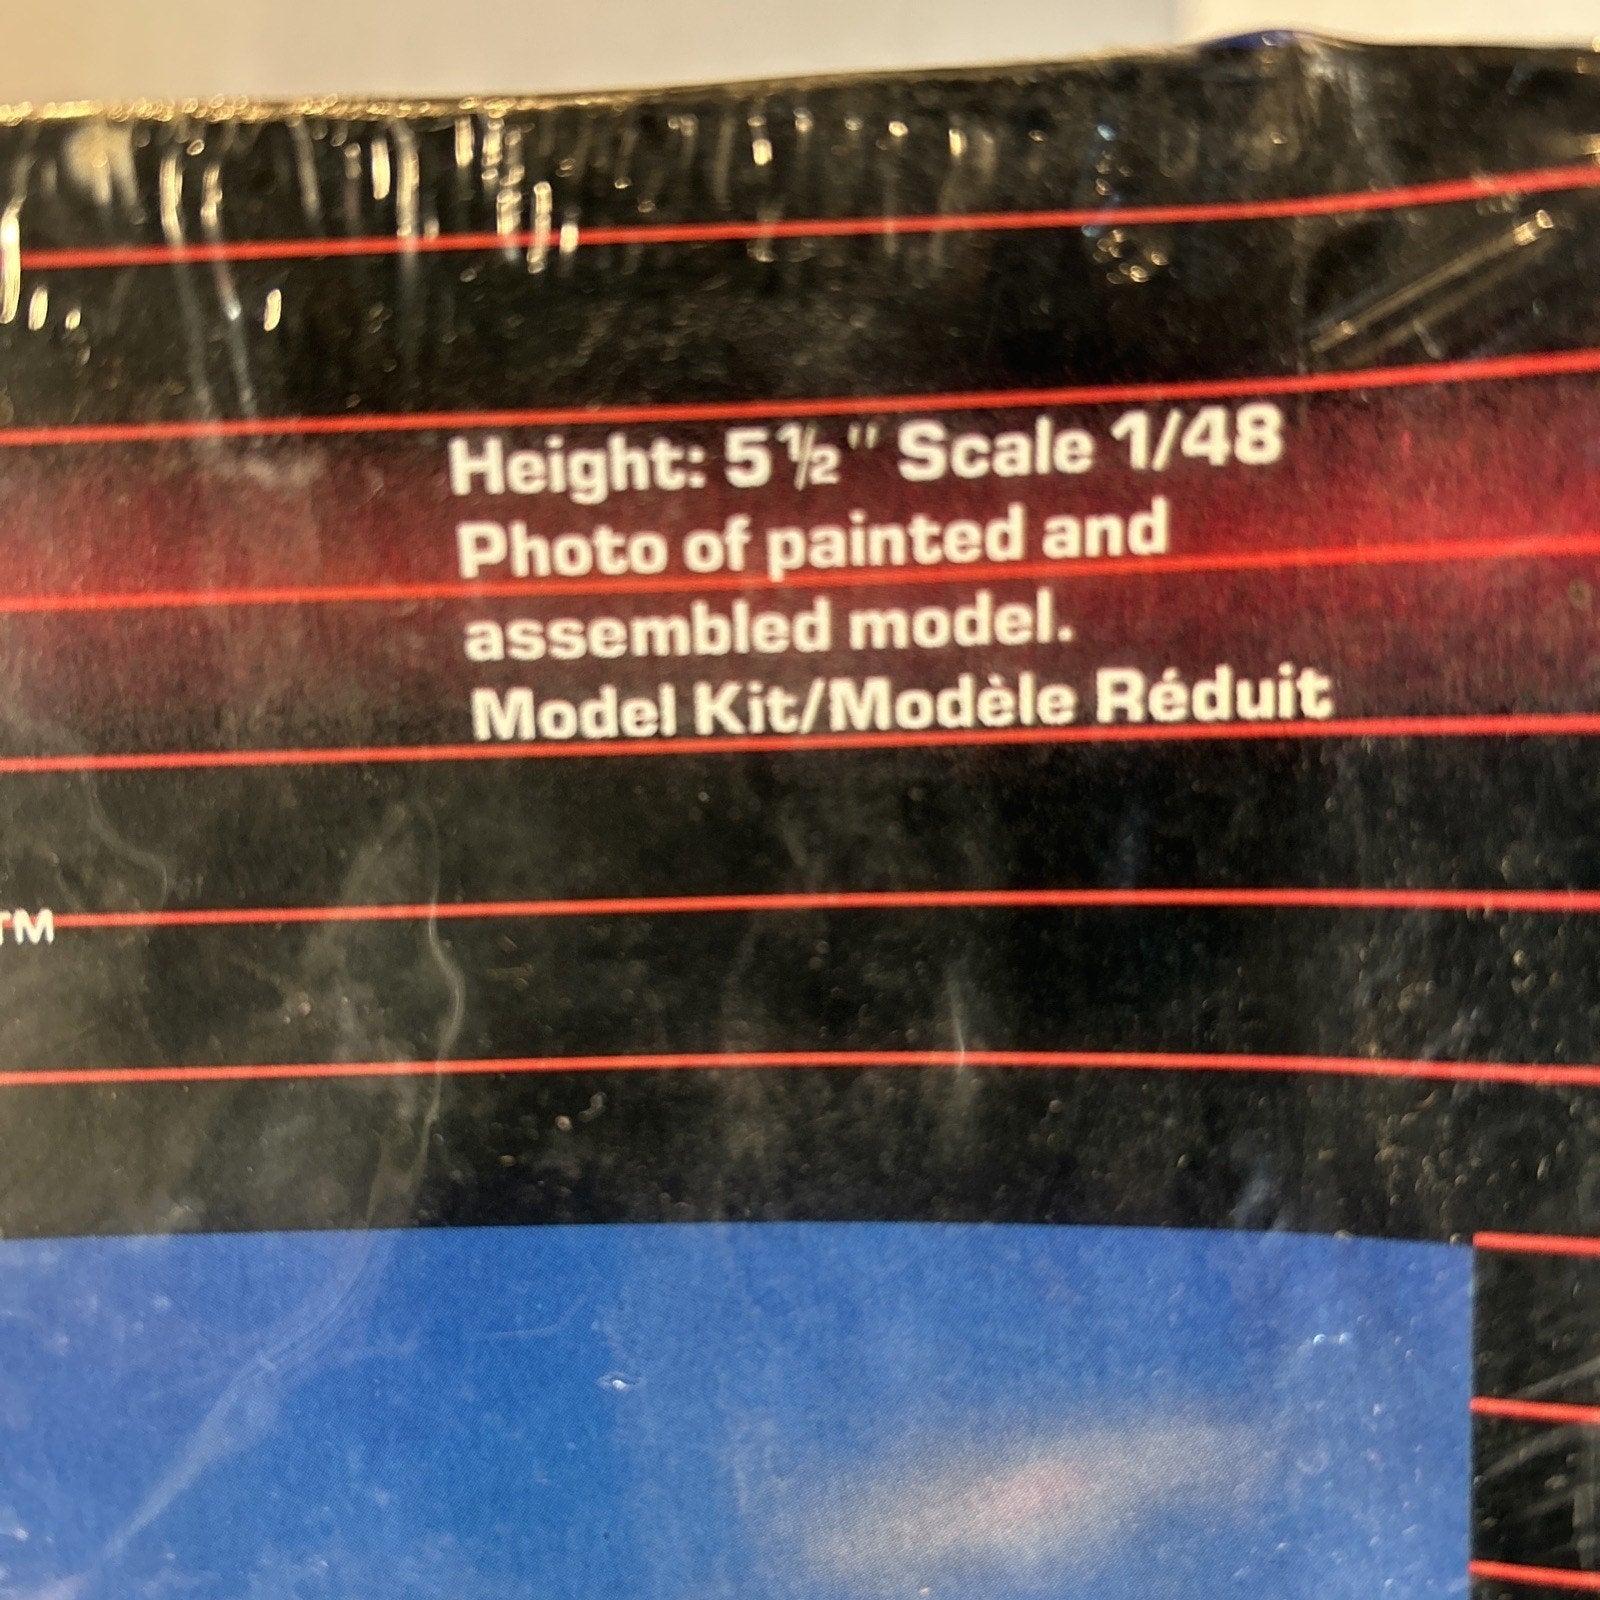 Height: 5½" Scale 1/48
Photo of painted and
assembled model.
Model Kit/Modèle Réduit
TM